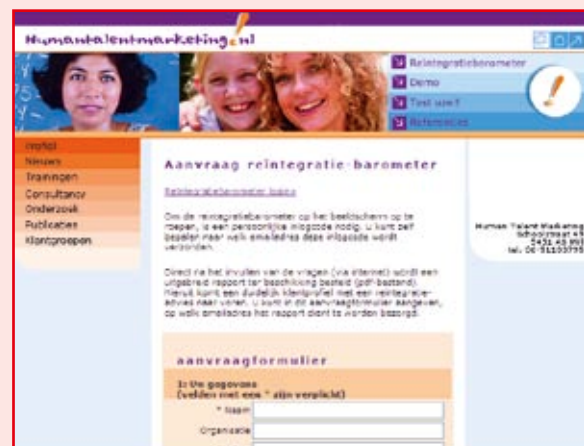 Humantalentmarketing!nl
Reintegratiebarometer
Demo
Test uzelf
Referenties
Profiel
Nieuws
Trainingen
Consultancy
Onderzoek
Publicaties
Klantgroepen
Aanvraag reïntegratie-barometer
Reintegratiebarometer
Om de reintegratiebarometer op het beeldscherm op te
roepen, is een persoonlijke inlogcode nodig. U kunt zelf
bepalen naar welk emailadres deze inlogcode wordt
verzonden.
Direct na het invullen van de vragen (via internet) wordt een
uitgebreid rapport ter beschikking gesteld (pdf-bestand).
Hieruit komt een duidelijk klantprofiel met een reintegratie-
advies naar voren. U kunt in dit aanvraagformulier aangeven,
op welk emailadres het rapport dient te worden bezorgd.
Human Talent Marketing
Schoolstraat
aanvraagformulier
1: Uw gegevens
(velden met een * zijn verplicht)
* Naam
Organisatie